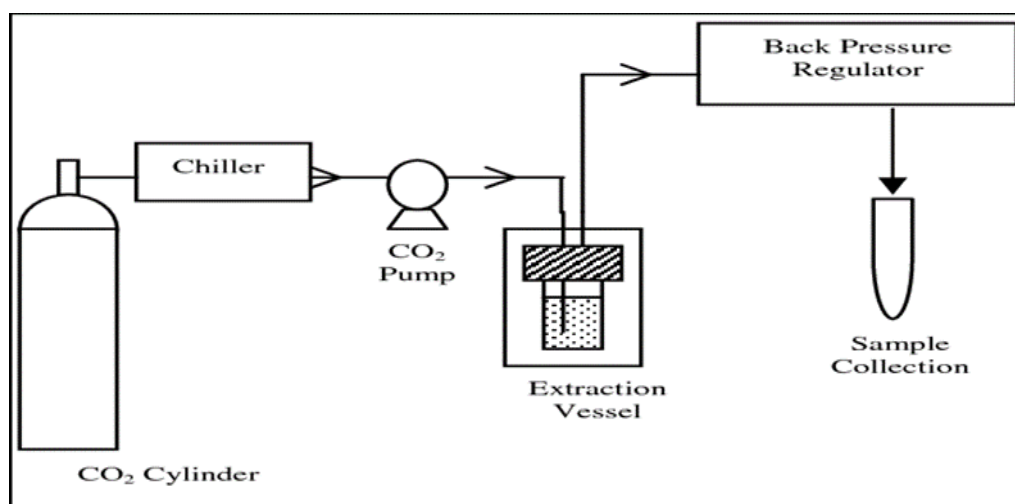 Back Pressure
Regulator
Chiller
CO₂
Pump
Extraction
Vessel
Sample
Collection
CO₂ Cylinder